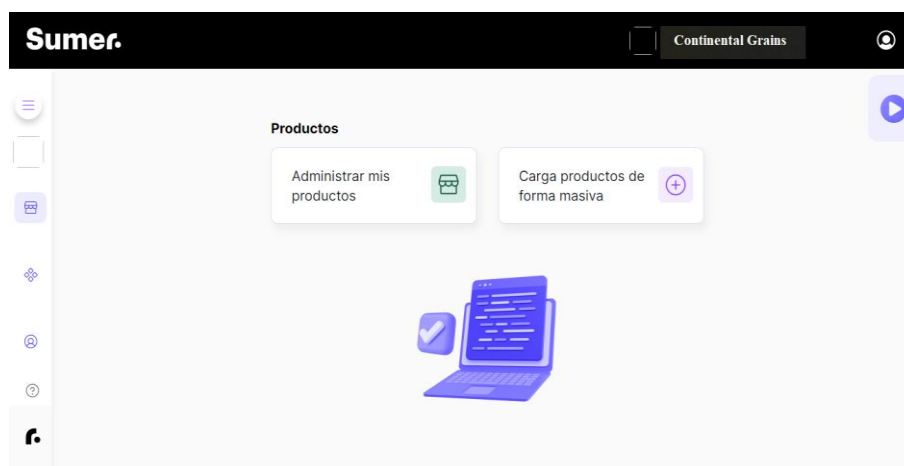 Sumer.
Continental Grains
Productos
Administrar mis
productos
Carga productos de
forma masiva